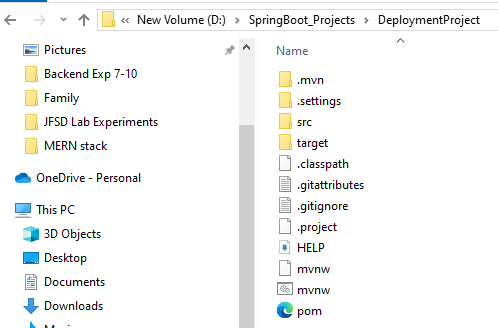 « New Volume (D:) > SpringBoot_Projects > DeploymentProject
Pictures
Backend Exp 7-10
Family
JFSD Lab Experiments
MERN stack
OneDrive - Personal
This PC
3D Objects
Desktop
Documents
Downloads
Name
.mvn
.settings
src
target
.classpath
.gitattributes
.gitignore
.project
HELP
mvnw
mvnw
pom